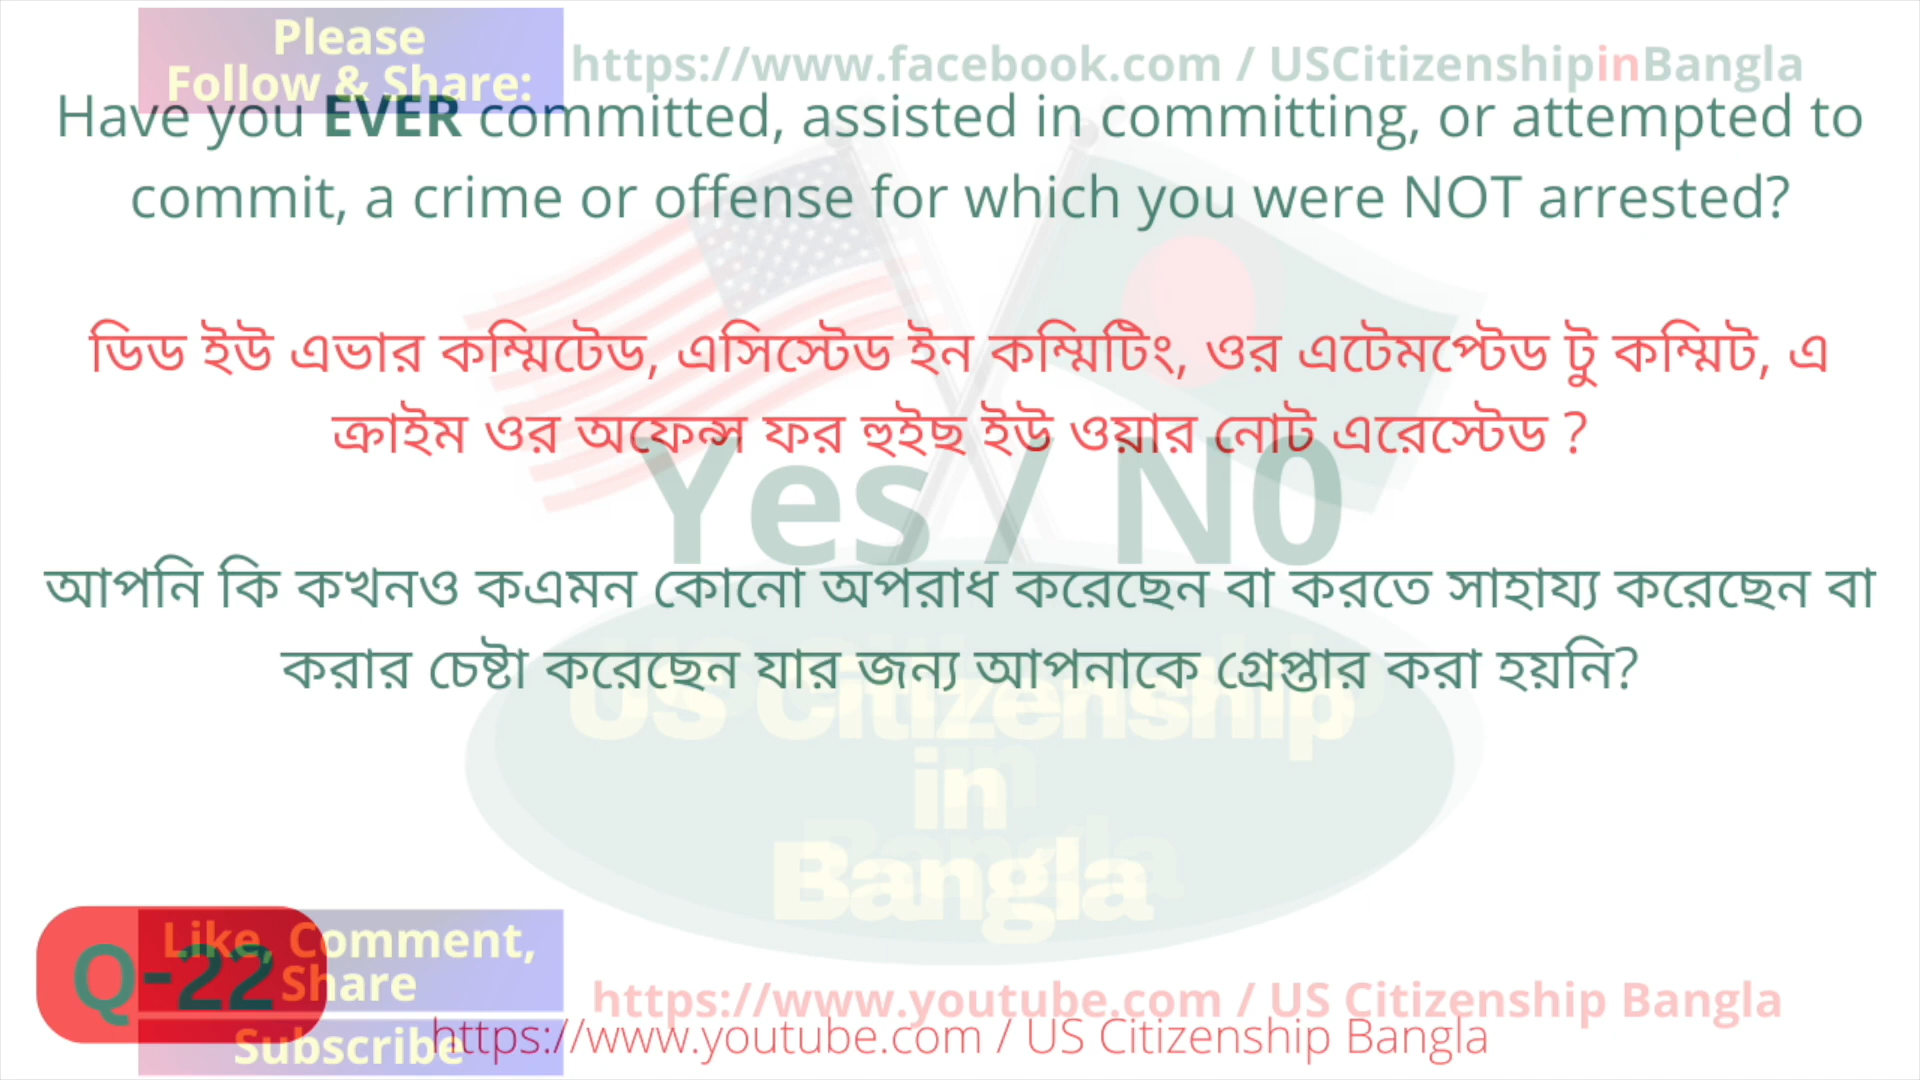 Please
Follow & Share:
https://www.facebook.com / USCitizenshipinBangla
Have you EVER committed, assisted in committing, or attempted to
commit, a crime or offense for which you were NOT arrested?
ডিড ইউ এভার কম্মিটেড, এসিস্টেড ইন কম্মিটিং, ওর এটেমপ্টেড টু কম্মিট, এ
ক্রাইম ওর অফেন্স ফর হুইছ ইউ ওয়ার নোট এরেস্টেড ?
Yes / N0
আপনি কি কখনও কএমন কোনো অপরাধ করেছেন বা করতে সাহায্য করেছেন বা
করার চেষ্টা করেছেন যার জন্য আপনাকে গ্রেপ্তার করা হয়নি?
US Citizenship
in
Bangla
Q-22
Like, Comment,
Share
Subscribe
https://www.youtube.com / US Citizenship Bangla
https://www.youtube.com / US Citizenship Bangla